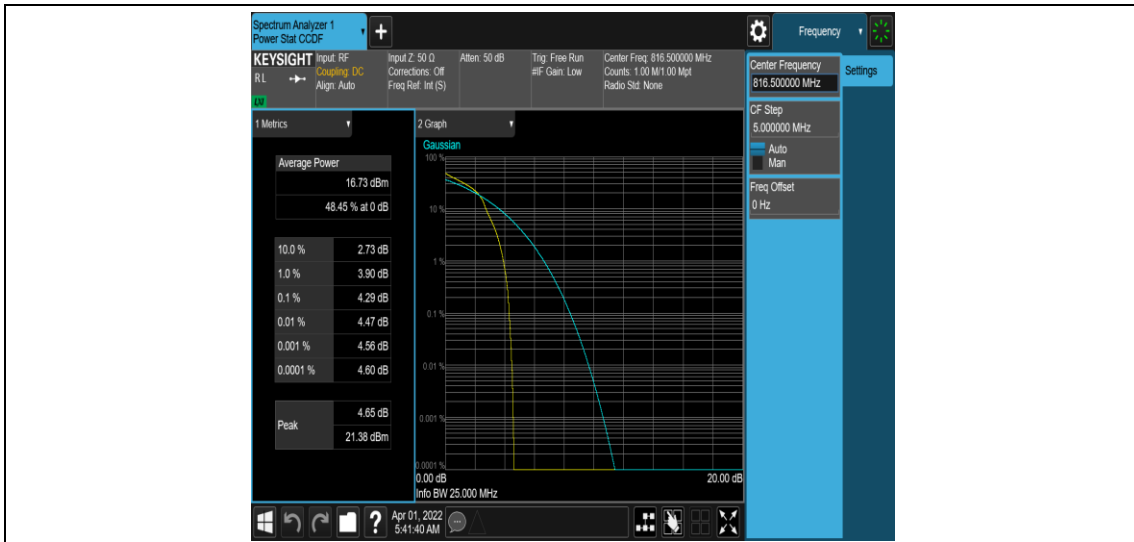 Spectrum Analyzer 1
Power Stat CCDF
+
Frequency
KEYSIGHT
RL
LXI
Input: RF
Coupling: DC
Align: Auto
Input Z: 50 Ω
Corrections: Off
Freq Ref: Int (S)
Atten: 50 dB
Trig: Free Run
#IF Gain: Low
Center Freq: 816.500000 MHz
Counts: 1.00 M/1.00 Mpt
Radio Std: None
Center Frequency
816.500000 MHz
Settings
CF Step
5.000000 MHz
Auto
Man
Freq Offset
0 Hz
1 Metrics
Average Power
16.73 dBm
48.45 % at 0 dB
10.0 % 2.73 dB
1.0 % 3.90 dB
0.1 % 4.29 dB
0.01 % 4.47 dB
0.001 % 4.56 dB
0.0001 % 4.60 dB
Peak
4.65 dB
21.38 dBm
2 Graph
Gaussian
100 %
10 %
1 %
0.1 %
0.01 %
0.001 %
0.0001 %
0.00 dB 20.00 dB
Info BW 25.000 MHz
?
Apr 01, 2022
5:41:40 AM